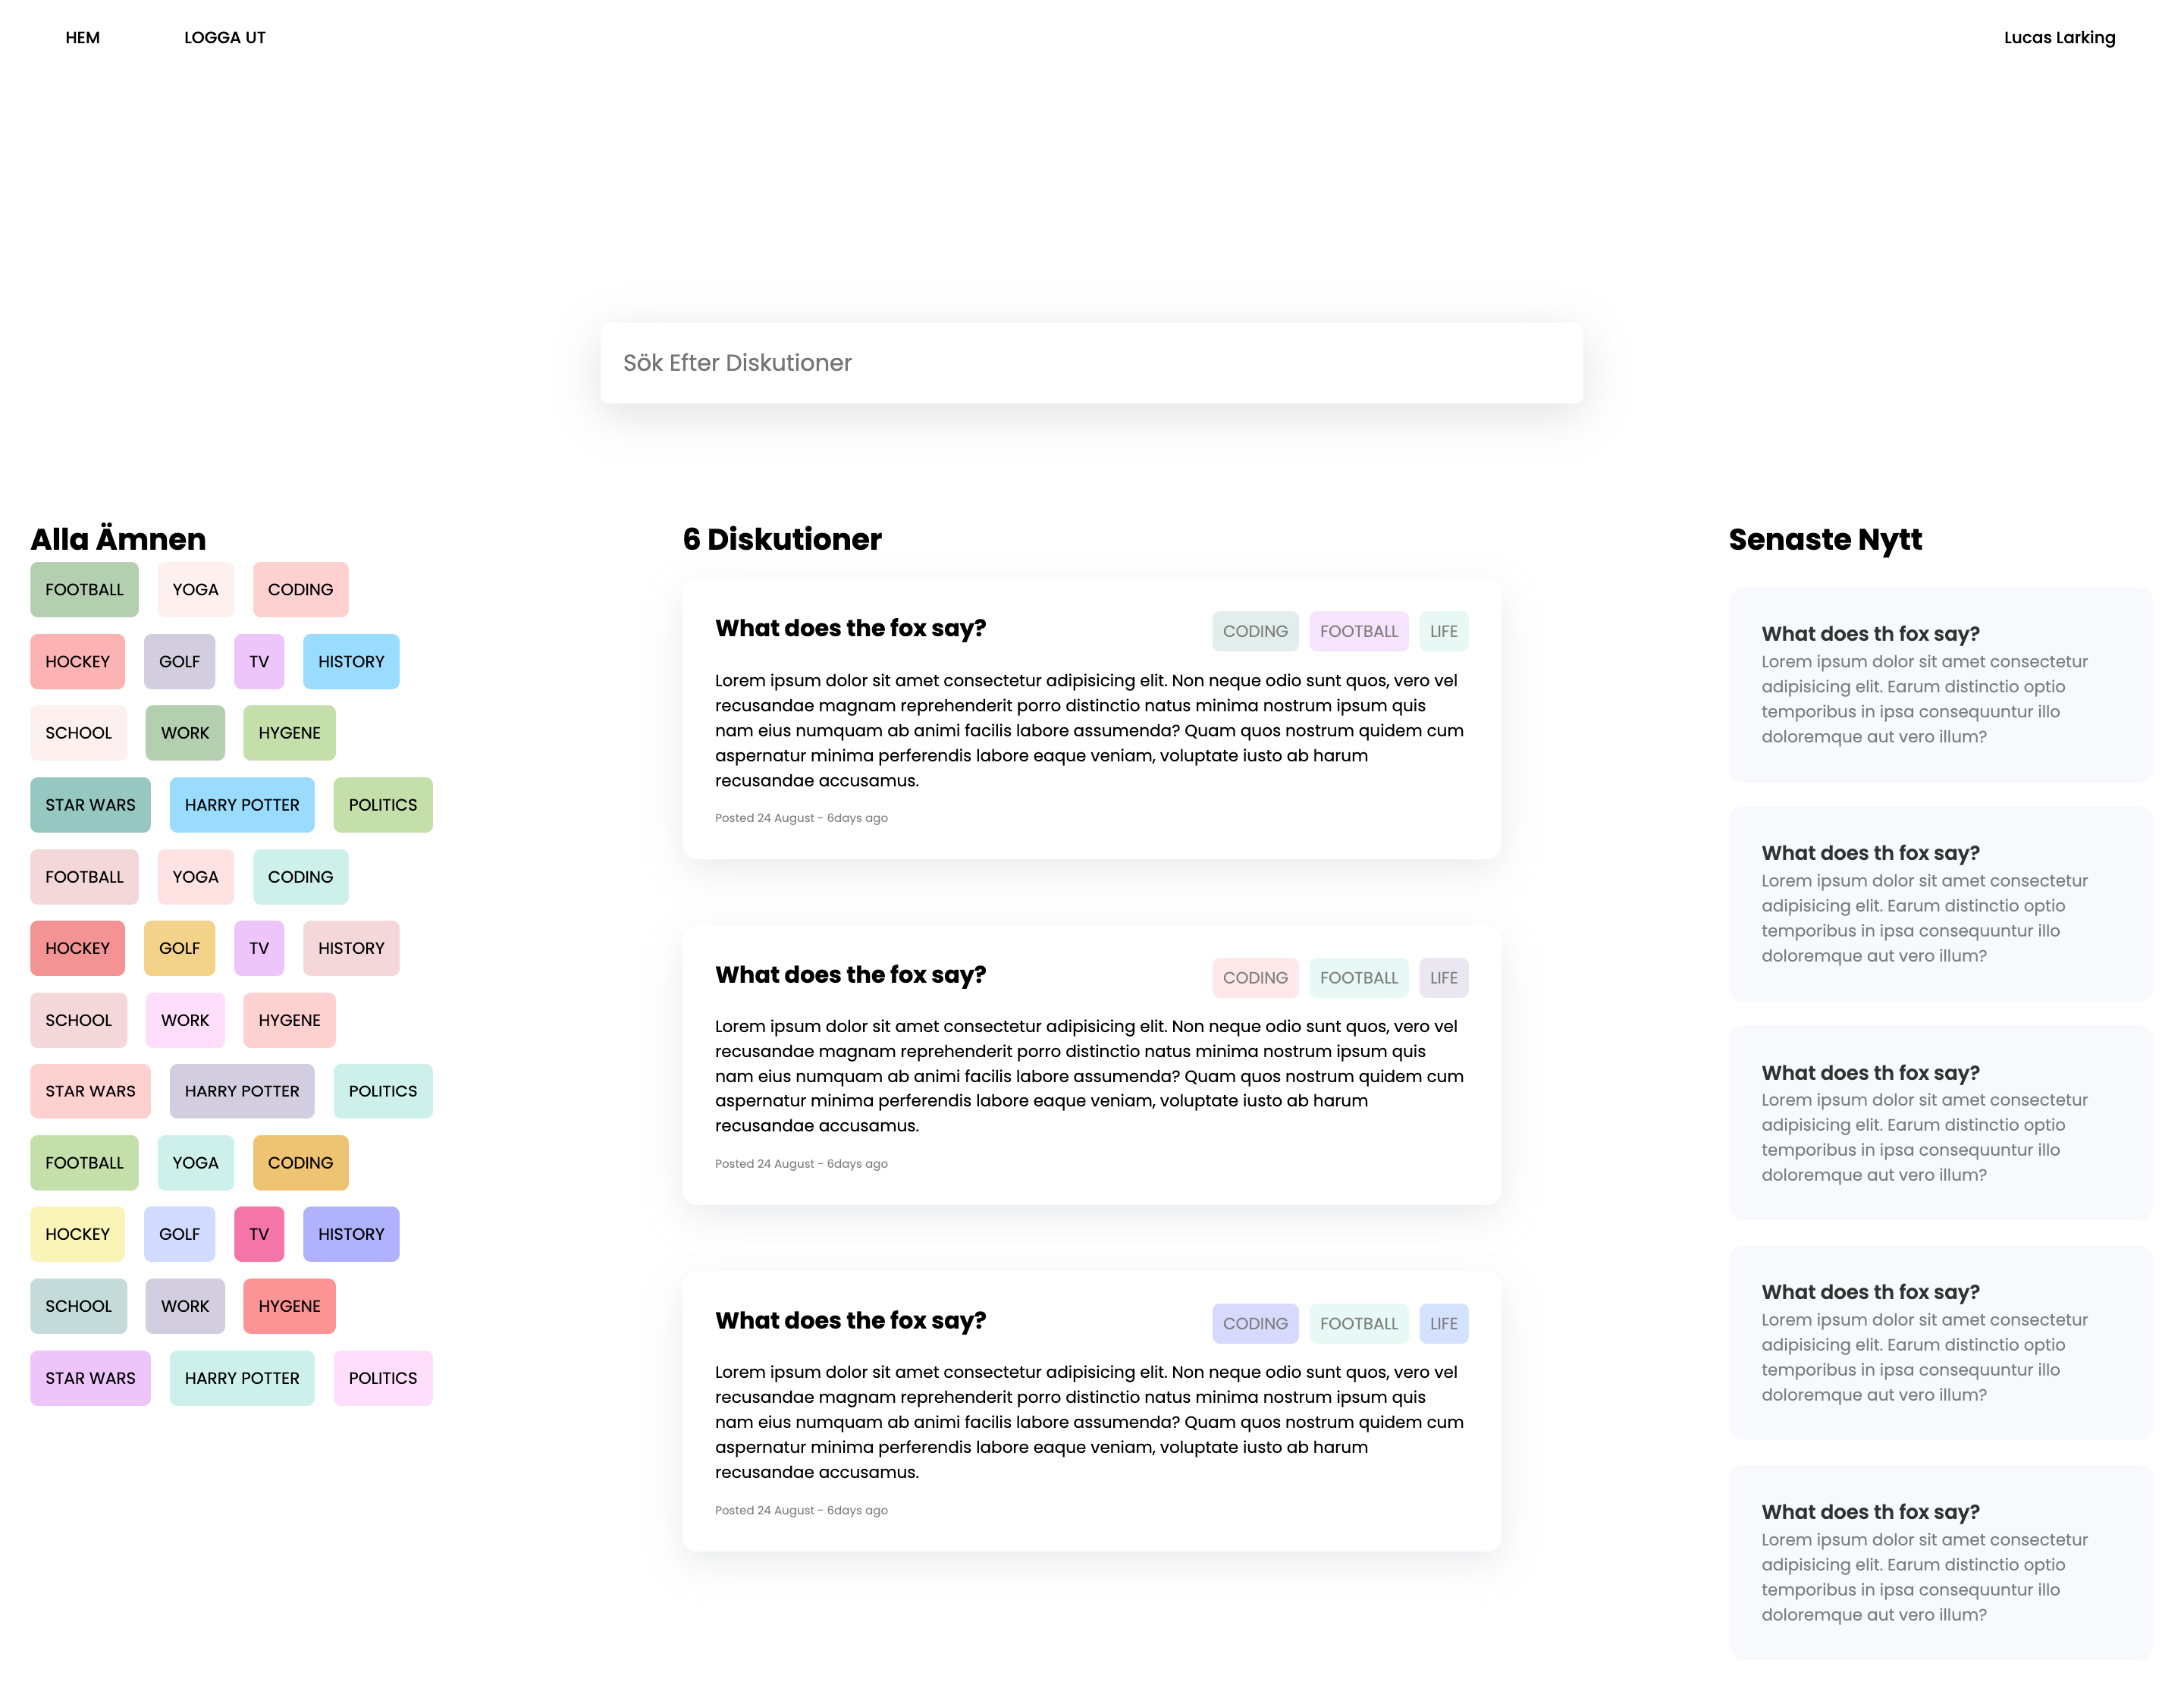 HEM LOGGA UT Lucas Larking
Sök Efter Diskutioner
Alla Ämnen
FOOTBALL YOGA CODING
HOCKEY GOLF TV HISTORY
SCHOOL WORK HYGENE
STAR WARS HARRY POTTER POLITICS
FOOTBALL YOGA CODING
HOCKEY GOLF TV HISTORY
SCHOOL WORK HYGENE
STAR WARS HARRY POTTER POLITICS
FOOTBALL YOGA CODING
HOCKEY GOLF TV HISTORY
SCHOOL WORK HYGENE
STAR WARS HARRY POTTER POLITICS
6 Diskutioner
What does the fox say? CODING FOOTBALL LIFE
Lorem ipsum dolor sit amet consectetur adipisicing elit. Non neque odio sunt quos, vero vel
recusandae magnam reprehenderit porro distinctio natus minima nostrum ipsum quis
nam eius numquam ab animi facilis labore assumenda? Quam quos nostrum quidem cum
aspernatur minima perferendis labore eaque veniam, voluptate iusto ab harum
recusandae accusamus.
Posted 24 August - 6days ago
What does the fox say? CODING FOOTBALL LIFE
Lorem ipsum dolor sit amet consectetur adipisicing elit. Non neque odio sunt quos, vero vel
recusandae magnam reprehenderit porro distinctio natus minima nostrum ipsum quis
nam eius numquam ab animi facilis labore assumenda? Quam quos nostrum quidem cum
aspernatur minima perferendis labore eaque veniam, voluptate iusto ab harum
recusandae accusamus.
Posted 24 August - 6days ago
What does the fox say? CODING FOOTBALL LIFE
Lorem ipsum dolor sit amet consectetur adipisicing elit. Non neque odio sunt quos, vero vel
recusandae magnam reprehenderit porro distinctio natus minima nostrum ipsum quis
nam eius numquam ab animi facilis labore assumenda? Quam quos nostrum quidem cum
aspernatur minima perferendis labore eaque veniam, voluptate iusto ab harum
recusandae accusamus.
Posted 24 August - 6days ago
Senaste Nytt
What does th fox say?
Lorem ipsum dolor sit amet consectetur
adipisicing elit. Earum distinctio optio
temporibus in ipsa consequuntur illo
doloremque aut vero illum?
What does th fox say?
Lorem ipsum dolor sit amet consectetur
adipisicing elit. Earum distinctio optio
temporibus in ipsa consequuntur illo
doloremque aut vero illum?
What does th fox say?
Lorem ipsum dolor sit amet consectetur
adipisicing elit. Earum distinctio optio
temporibus in ipsa consequuntur illo
doloremque aut vero illum?
What does th fox say?
Lorem ipsum dolor sit amet consectetur
adipisicing elit. Earum distinctio optio
temporibus in ipsa consequuntur illo
doloremque aut vero illum?
What does th fox say?
Lorem ipsum dolor sit amet consectetur
adipisicing elit. Earum distinctio optio
temporibus in ipsa consequuntur illo
doloremque aut vero illum?